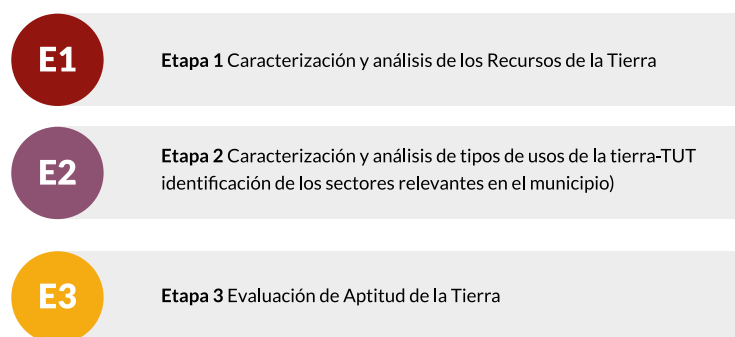 E1
Etapa 1 Caracterización y análisis de los Recursos de la Tierra
E2
Etapa 2 Caracterización y análisis de tipos de usos de la tierra-TUT
identificación de los sectores relevantes en el municipio)
E3
Etapa 3 Evaluación de Aptitud de la Tierra